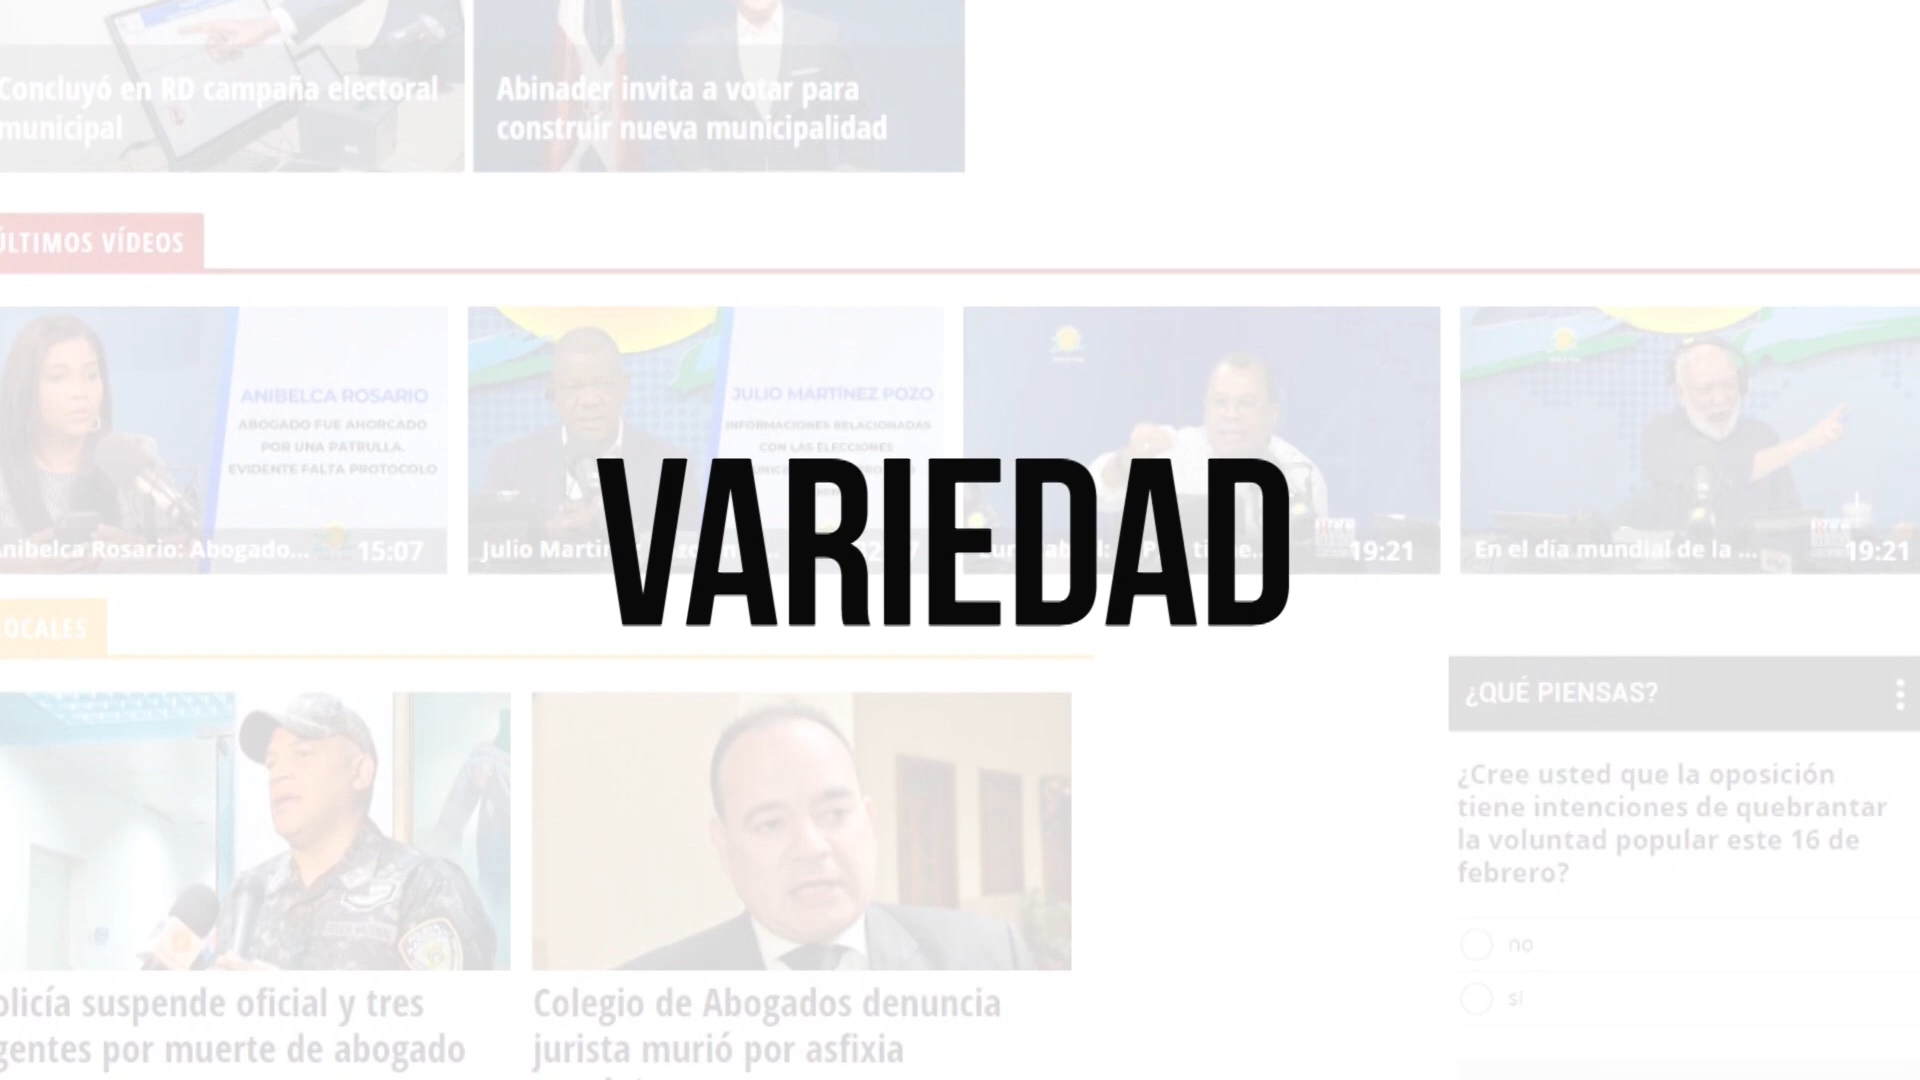 Concluyó en RD campaña electoral
municipal
Abinader invita a votar para
construir nueva municipalidad
ÚLTIMOS VÍDEOS
ANIBELCA ROSARIO
ABOGADO FUE AHORCADO
POR UNA PATRULLA.
EVIDENTE FALTA PROTOCOLO
nibelca Rosario: Abogado...
15:07
JULIO MARTÍNEZ POZO
INFORMACIONES RELACIONADAS
CON LAS ELECCIONES
Julio Marti
19:21
En el día mundial de la ...
19:21
VARIEDAD
LOCALES
olicía suspende oficial y tres
gentes por muerte de abogado
Colegio de Abogados denuncia
jurista murió por asfixia
¿QUÉ PIENSAS?
¿Cree usted que la oposición
tiene intenciones de quebrantar
la voluntad popular este 16 de
febrero?
no
si